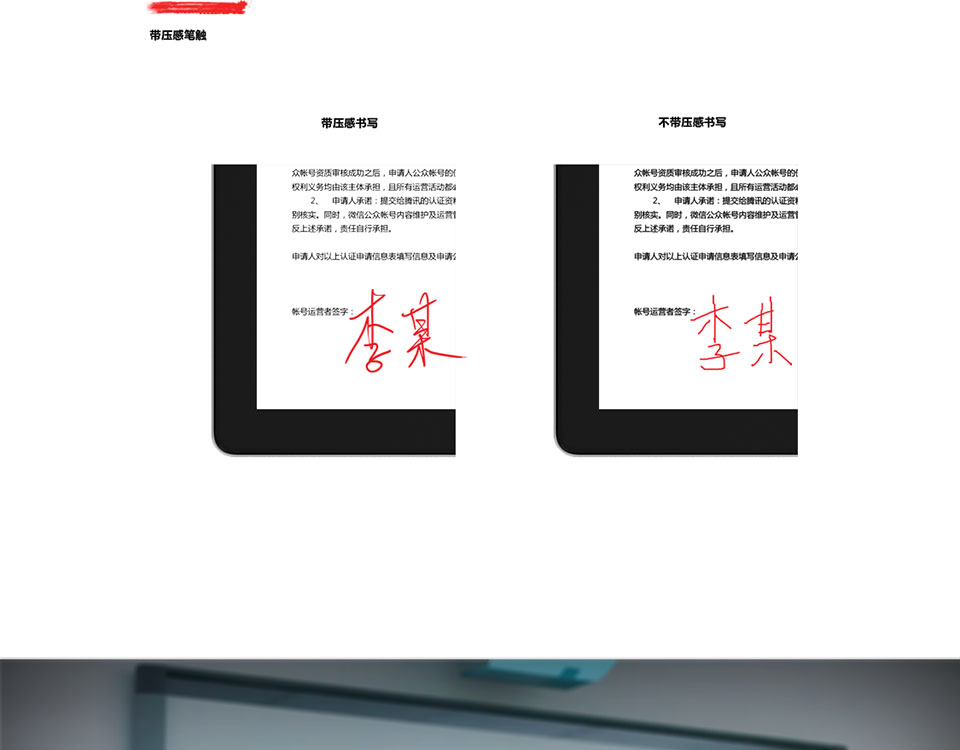 带压感笔触
带压感书写
不带压感书写
众帐号资质审核成功之后，申请人公众帐号的
权利义务均由该主体承担，且所有运营活动都
2、 申请人承诺：提交给腾讯的认证资
别核实。同时，微信公众帐号内容维护及运营
反上述承诺，责任自行承担。
申请人对以上认证申请信息表填写信息及申请
帐号运营者签字：
李某
众帐号资质审核成功之后，申请人公众帐号的
权利义务均由该主体承担，且所有运营活动都
2、 申请人承诺：提交给腾讯的认证资
别核实。同时，微信公众帐号内容维护及运营
反上述承诺，责任自行承担。
申请人对以上认证申请信息表填写信息及申请
帐号运营者签字：
李某